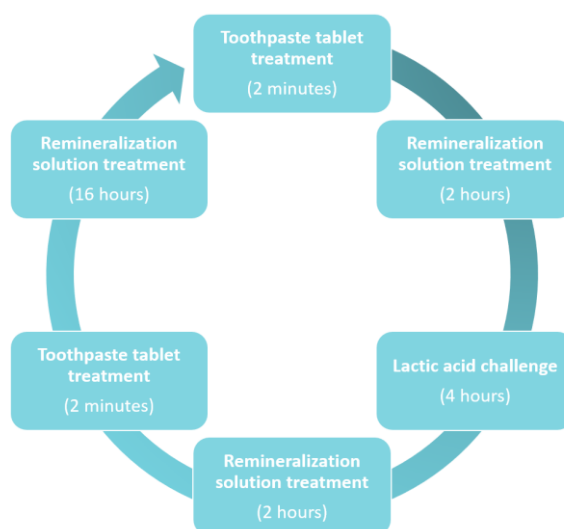 Toothpaste tablet
treatment
(2 minutes)
Remineralization
solution treatment
(2 hours)
Lactic acid challenge
(4 hours)
Remineralization
solution treatment
(2 hours)
Toothpaste tablet
treatment
(2 minutes)
Remineralization
solution treatment
(16 hours)